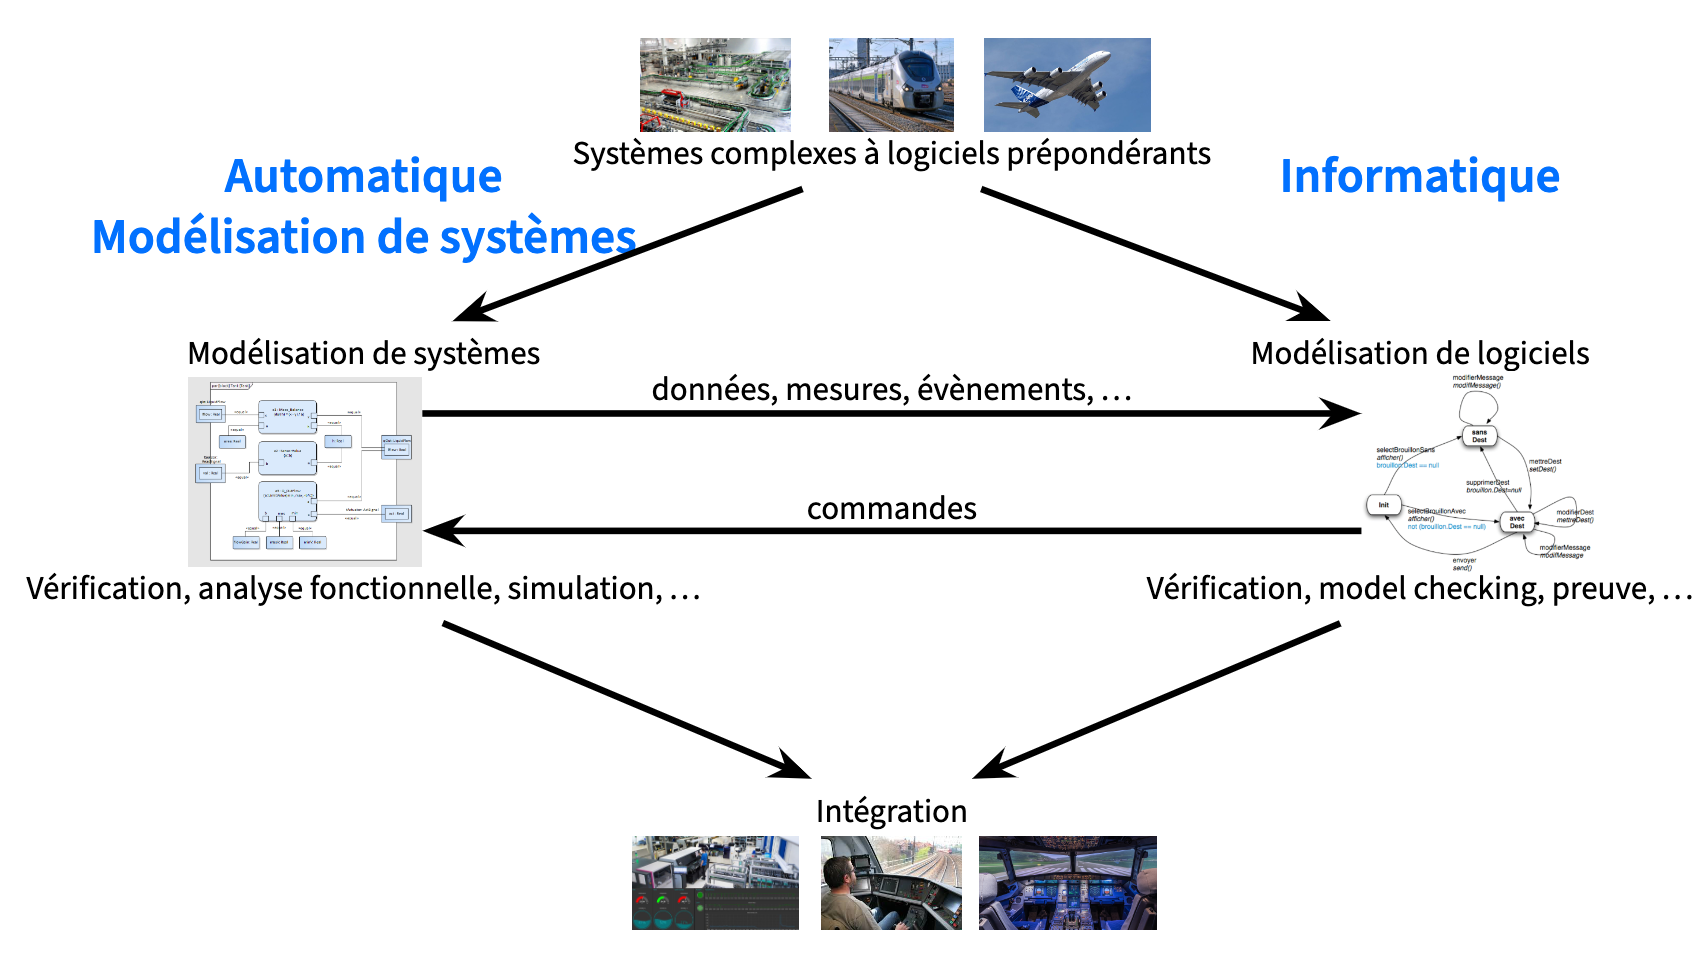 Systèmes complexes à logiciels prépondérants
Automatique
Modélisation de systèmes
Informatique
Modélisation de systèmes
Modélisation de logiciels
données, mesures, évènements, …
commandes
modifierMessage
modifMessage()
sans
Dest
selectBrouillonSans
afficher()
brouillon.Dest == null
mettreDest
setDest()
supprimerDest
brouillon.Dest=null
Init
selectBrouillonAvec
afficher()
not (brouillon.Dest == null)
avec
Dest
modifierDest
mettreDest()
modifierMessage
modifMessage
envoyer
send()
Vérification, analyse fonctionnelle, simulation, …
Vérification, model checking, preuve, …
Intégration